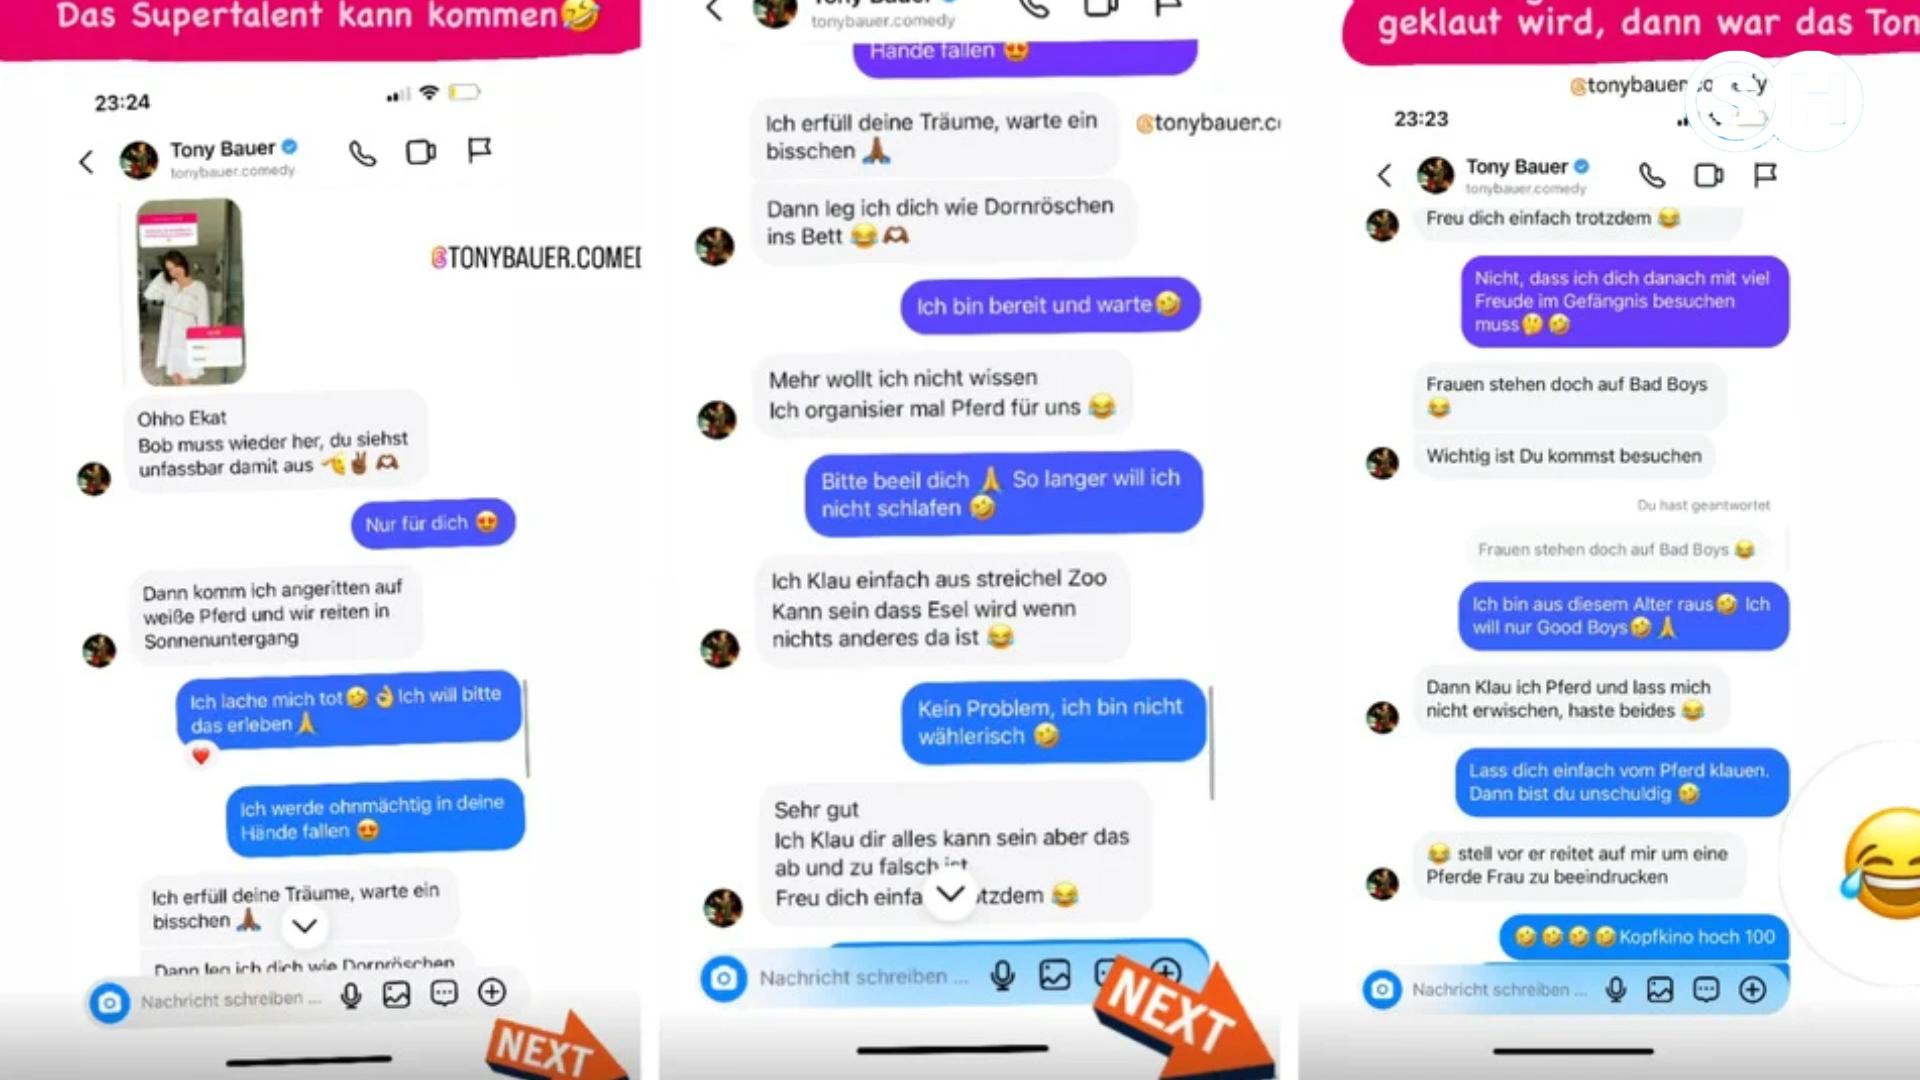 Das Supertalent kann kommen🤣
23:24
Tony Bauer
tonybauer.comedy
@TONYBAUER.COMED
Ohho Ekat
Bob muss wieder her, du siehst
unfassbar damit aus 🫡✌🏾🫶🏾
Nur für dich 😍
Dann komm ich angeritten auf
weiße Pferd und wir reiten in
Sonnenuntergang
Ich lache mich tot🤣👌Ich will bitte
das erleben🙏
Ich werde ohnmächtig in deine
Hände fallen 😍
Ich erfüll deine Träume, warte ein
bisschen 🙏🏾
Dann leg ich dich wie Dornröschen
Nachricht schreiben ...
NEXT
tonybauer.comedy
Hände fallen 😍
Ich erfüll deine Träume, warte ein
bisschen 🙏🏾
@tonybauer.c
Dann leg ich dich wie Dornröschen
ins Bett 😂🫶🏾
Ich bin bereit und warte🤣
Mehr wollt ich nicht wissen
Ich organisier mal Pferd für uns 😂
Bitte beeil dich 🙏 So langer will ich
nicht schlafen 🤣
Ich Klau einfach aus streichel Zoo
Kann sein dass Esel wird wenn
nichts anderes da ist 😂
Kein Problem, ich bin nicht
wählerisch 🤣
Sehr gut
Ich Klau dir alles kann sein aber das
ab und zu falsch ist
Freu dich einfa tzdem 😂
Nachricht schreiben ...
NEXT
geklaut wird, dann war das Ton
@tonybauer.co y
SH
23:23
Tony Bauer
tonybauer.comedy
Freu dich einfach trotzdem 😂
Nicht, dass ich dich danach mit viel
Freude im Gefängnis besuchen
muss🤔🤣
Frauen stehen doch auf Bad Boys
😂
Wichtig ist Du kommst besuchen
Du hast geantwortet
Frauen stehen doch auf Bad Boys 😂
Ich bin aus diesem Alter raus🤣 Ich
will nur Good Boys🤣🙏
Dann Klau ich Pferd und lass mich
nicht erwischen, haste beides 😂
Lass dich einfach vom Pferd klauen.
Dann bist du unschuldig 🤣
😂 stell vor er reitet auf mir um eine
Pferde Frau zu beeindrucken
🤣🤣🤣🤣Kopfkino hoch 100
Nachricht schreiben ...